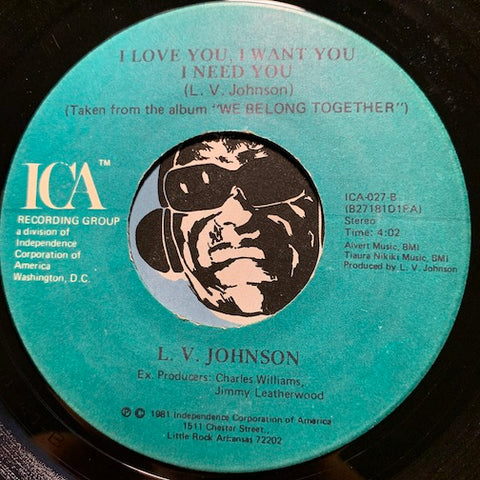 I LOVE YOU, I WANT YOU
I NEED YOU
(L. V. Johnson)
(Taken from the album "WE BELONG TOGETHER")
ICA™
RECORDING GROUP
a division of
Independence
Corporation of
America
Washington, D.C.
ICA-027-B
(B27181D1FA)
Stereo
Time: 4:02
Alvert Music, BMI
Tiaura Nikiki Music, BMI
Produced by L. V. Johnson
L. V. JOHNSON
Ex. Producers: Charles Williams,
Jimmy Leatherwood
© ℗ 1981 Independence Corporation of America
1511 Chester Street,
Little Rock Arkansas 72202